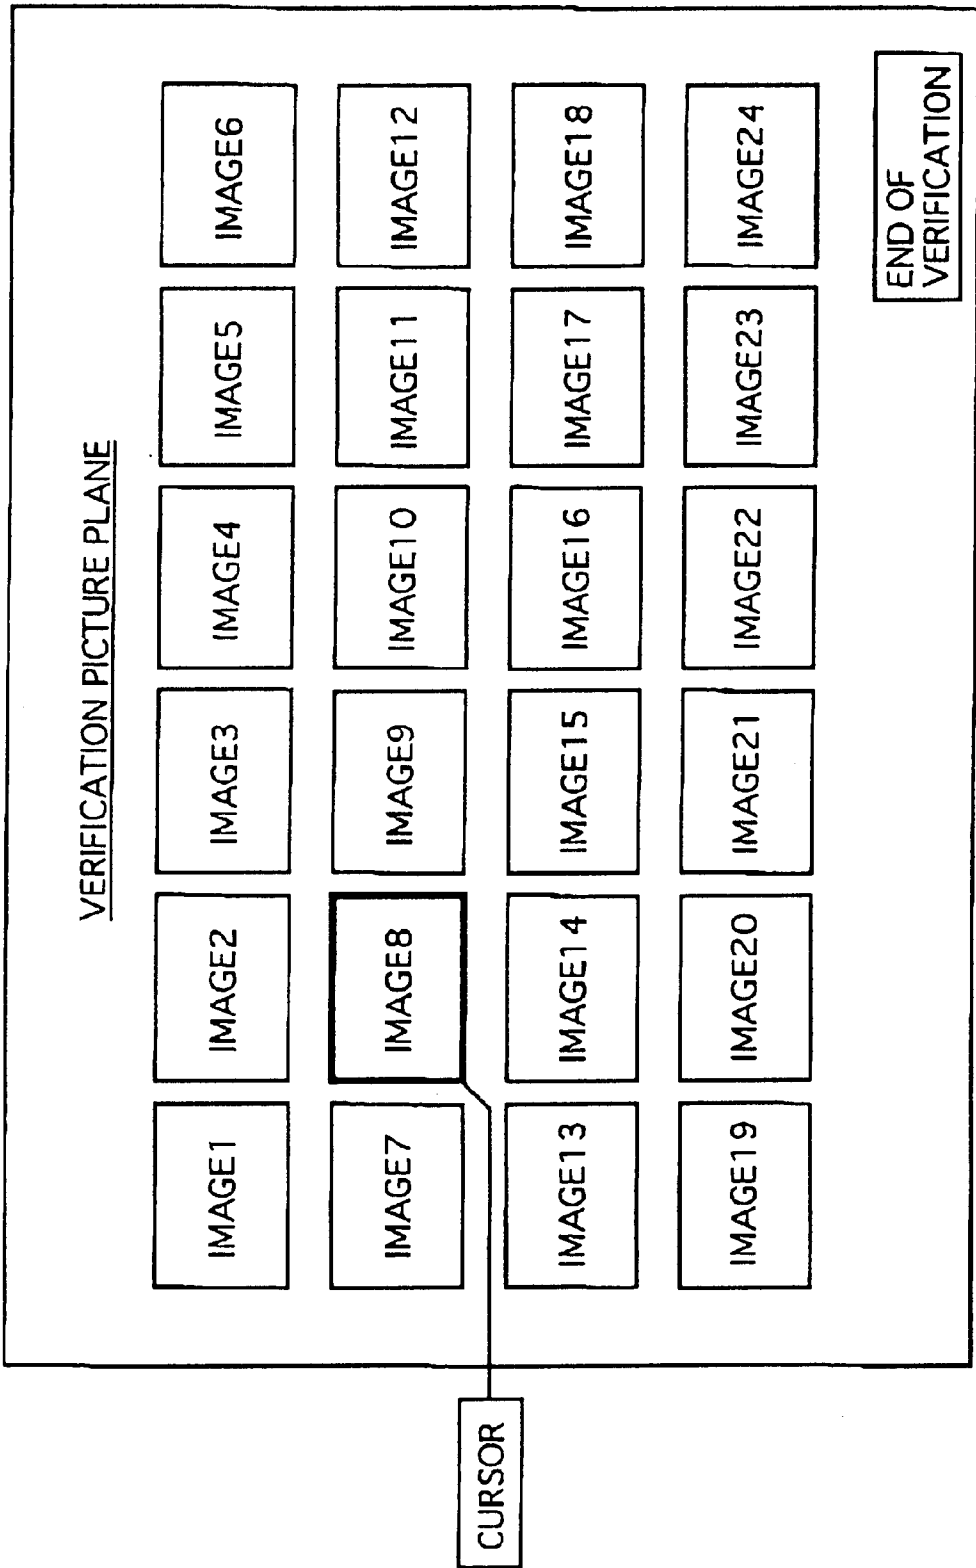 VERIFICATION PICTURE PLANE
IMAGE1
IMAGE2
IMAGE3
IMAGE4
IMAGE5
IMAGE6
IMAGE7
IMAGE8
IMAGE9
IMAGE10
IMAGE11
IMAGE12
IMAGE13
IMAGE14
IMAGE15
IMAGE16
IMAGE17
IMAGE18
IMAGE19
IMAGE20
IMAGE21
IMAGE22
IMAGE23
IMAGE24
CURSOR
END OF
VERIFICATION